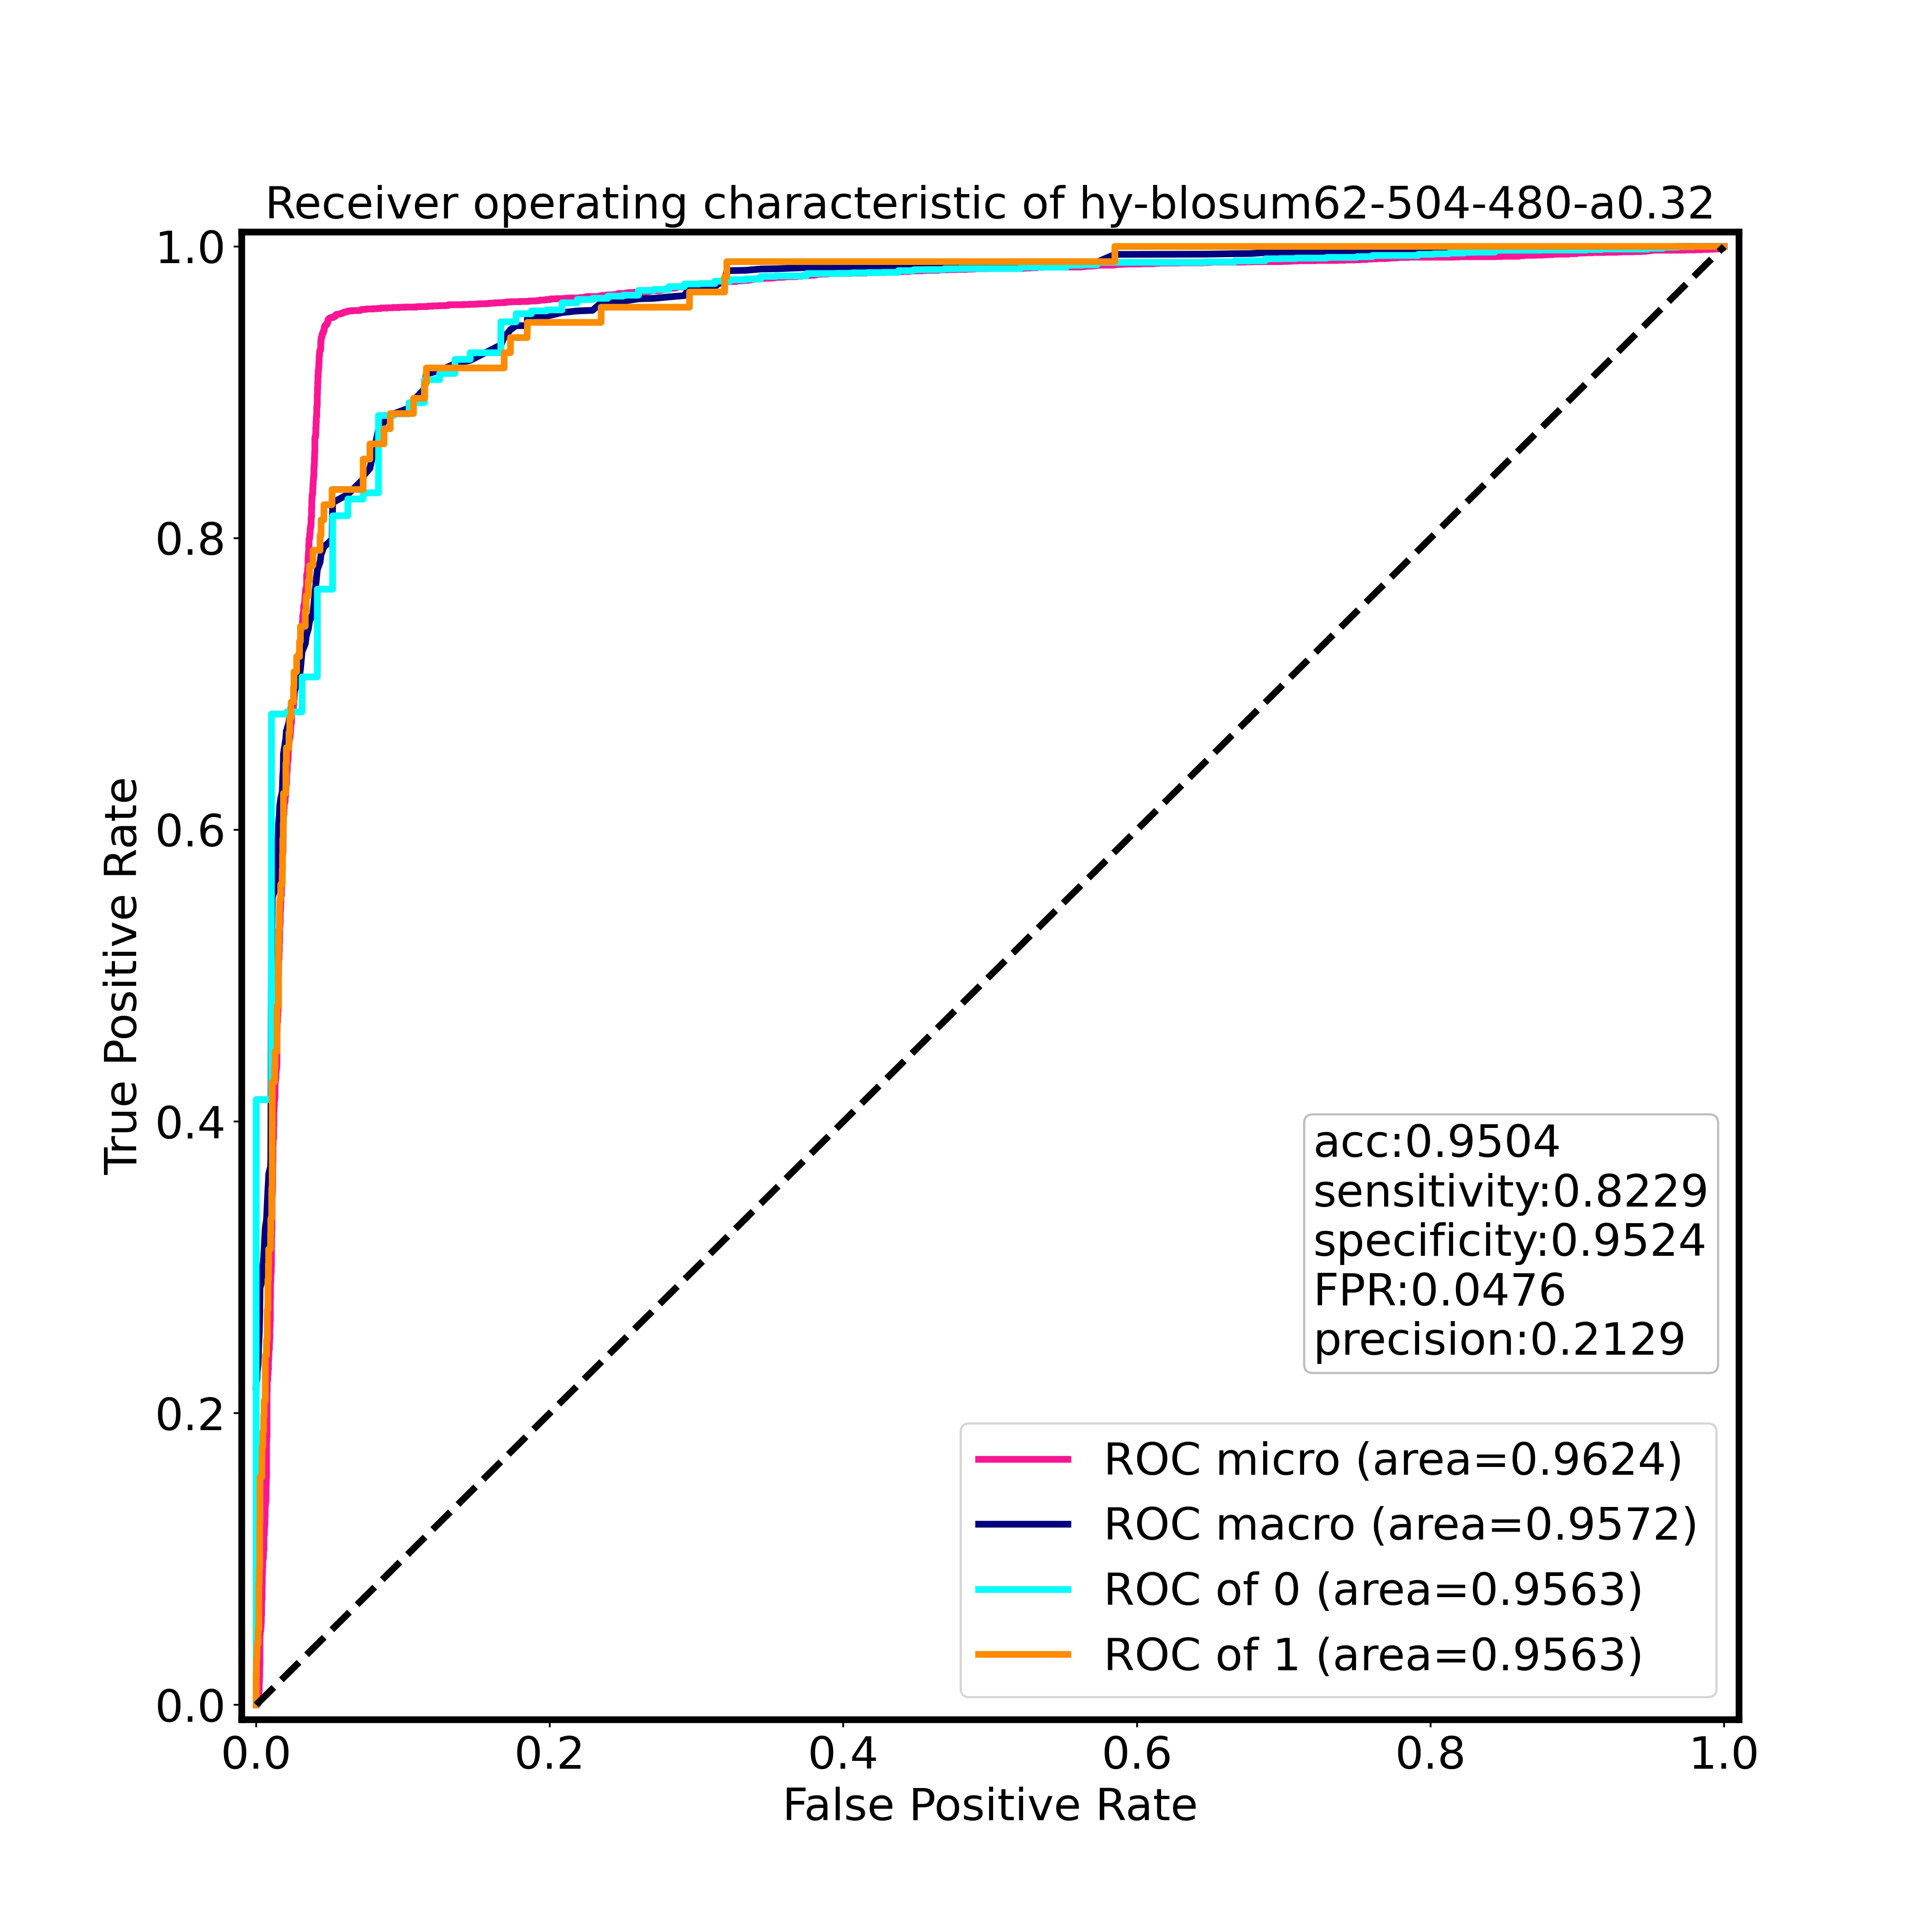 Receiver operating characteristic of hy-blosum62-504-480-a0.32
1.0
0.8
0.6
0.4
0.2
0.0
True Positive Rate
acc:0.9504
sensitivity:0.8229
specificity:0.9524
FPR:0.0476
precision:0.2129
ROC micro (area=0.9624)
ROC macro (area=0.9572)
ROC of 0 (area=0.9563)
ROC of 1 (area=0.9563)
0.0 0.2 0.4 0.6 0.8 1.0
False Positive Rate